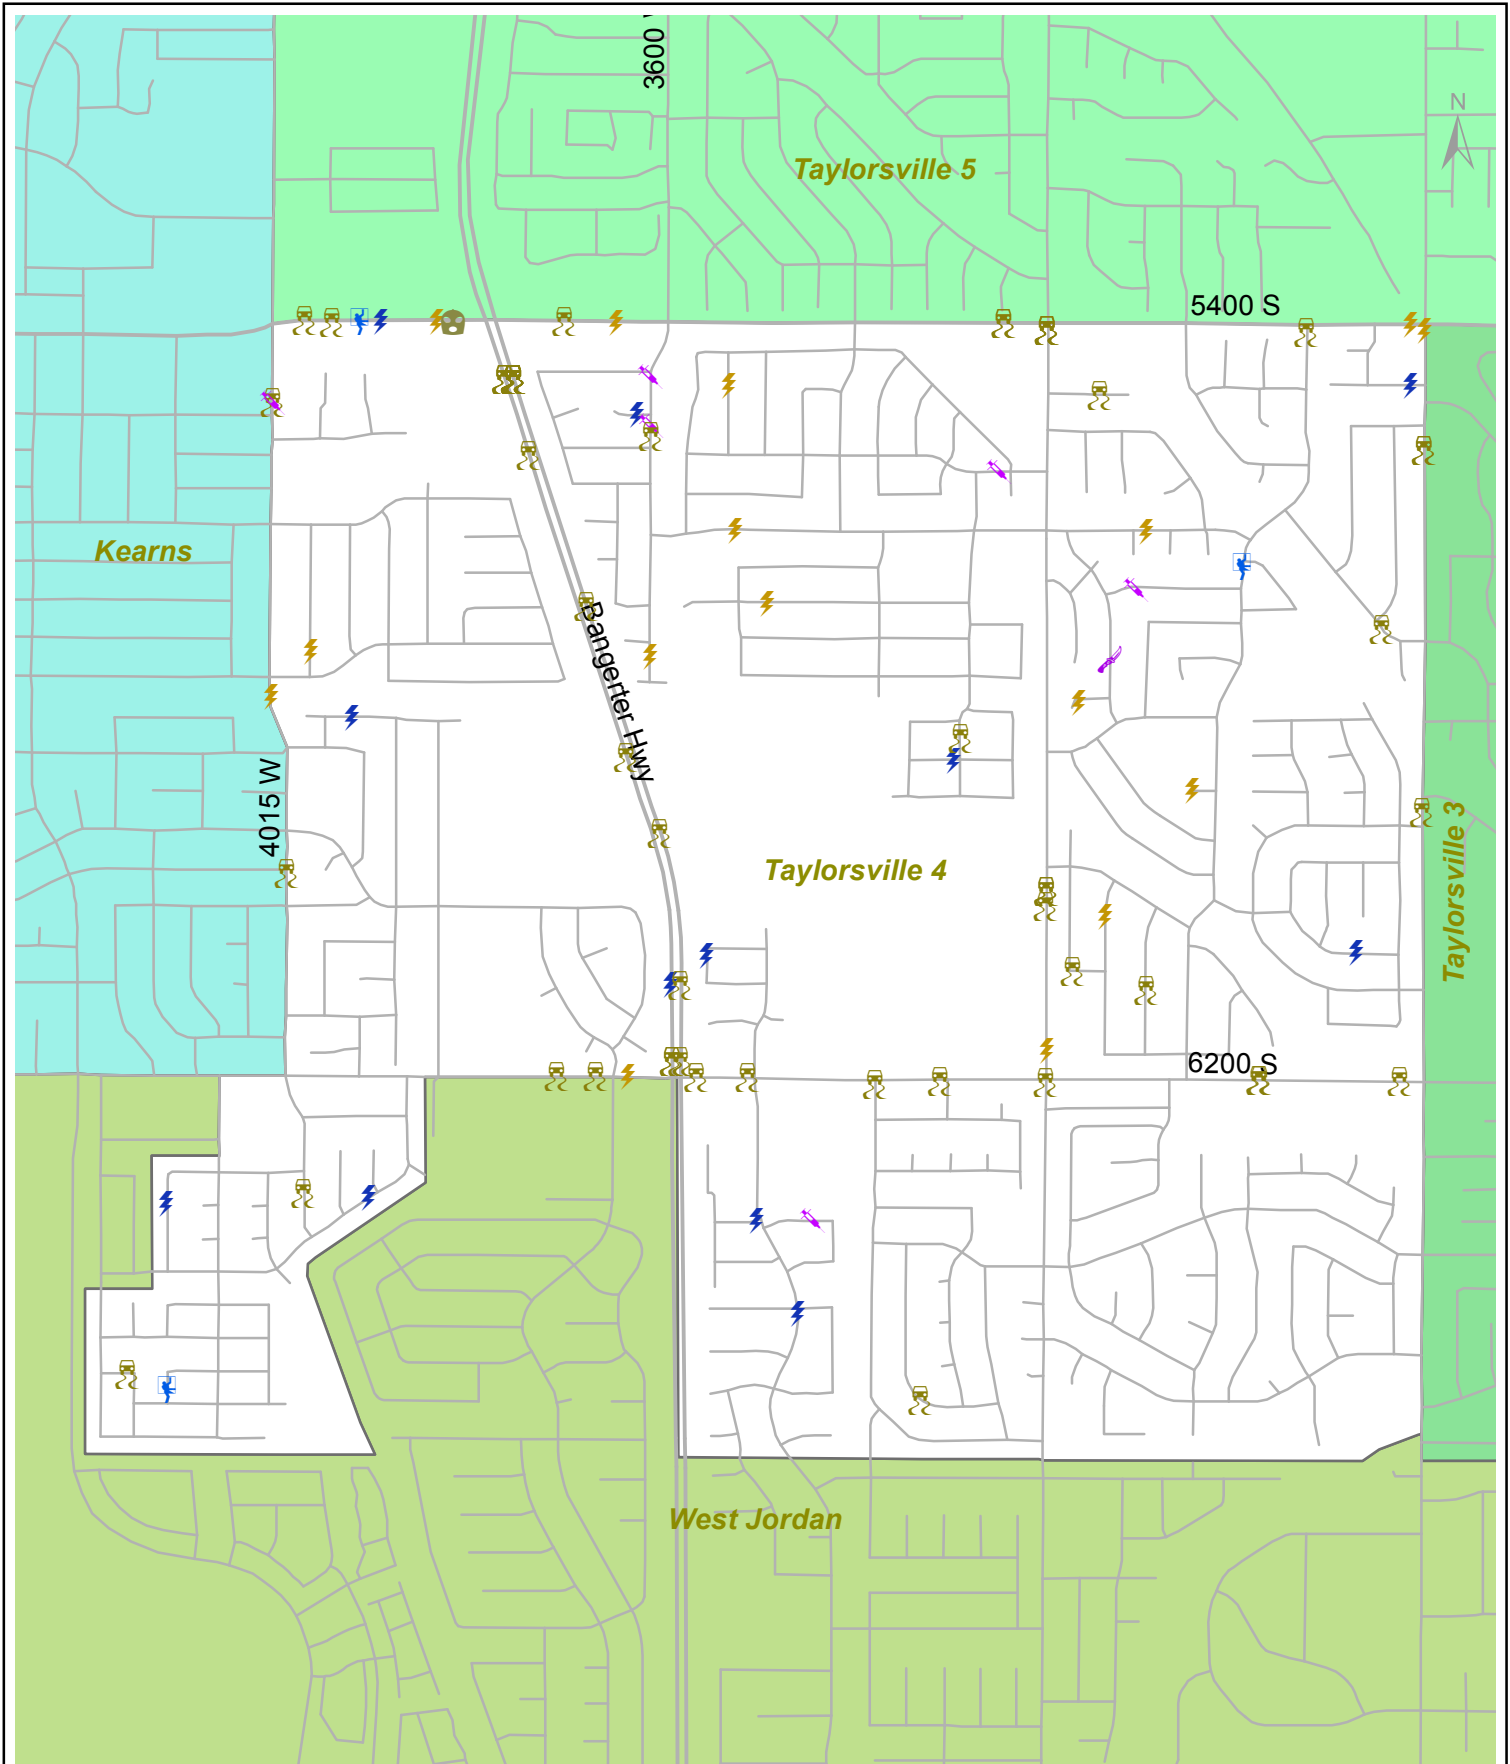 3600 W
N
Taylorsville 5
5400 S
Kearns
Bangerter Hwy
4015 W
Taylorsville 4
Taylorsville 3
6200 S
West Jordan